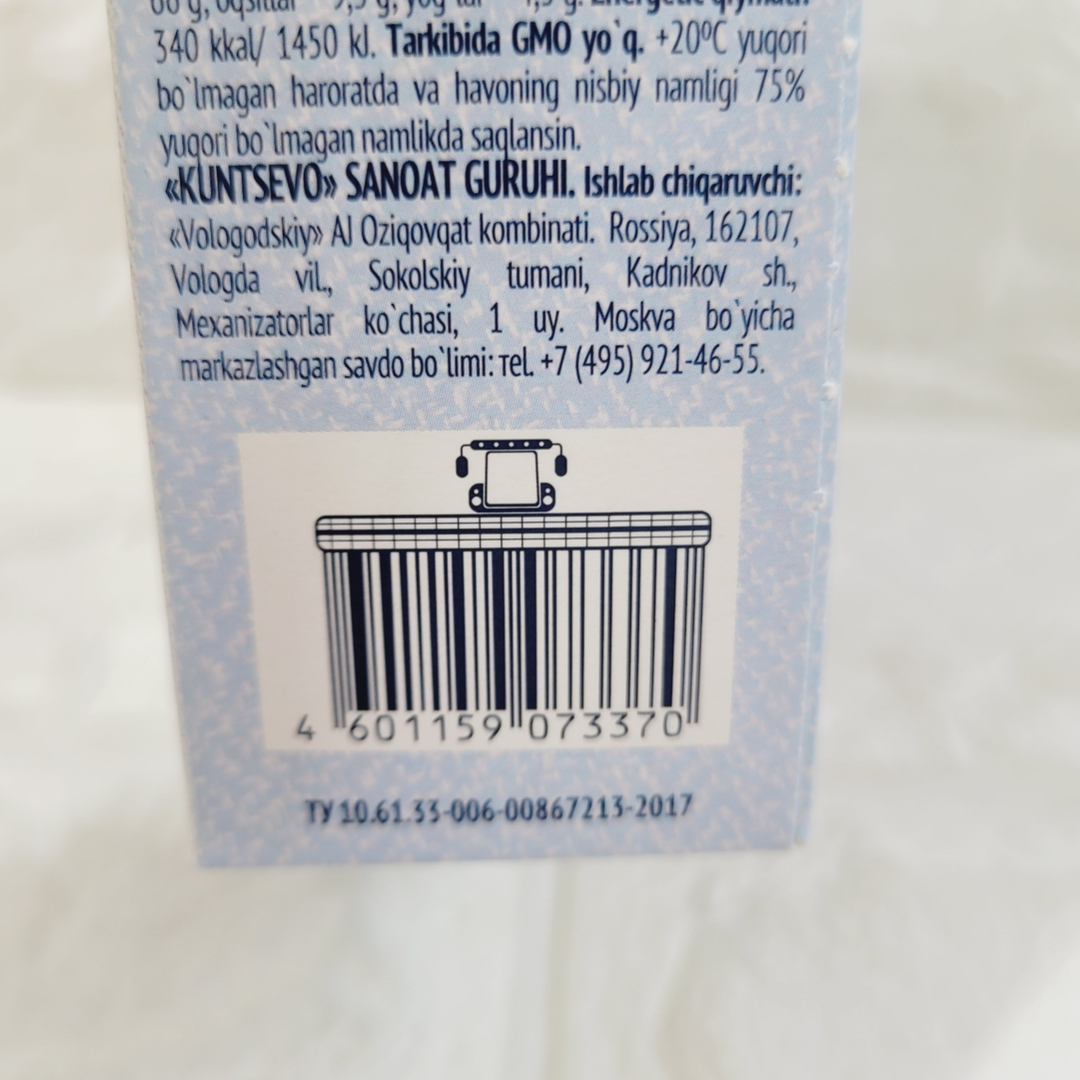 340 kkal/ 1450 kJ. Tarkibida GMO yo`q. +20ºC yuqori
bo`lmagan haroratda va havoning nisbiy namligi 75%
yuqori bo`lmagan namlikda saqlansin.
«KUNTSEVO» SANOAT GURUHI. Ishlab chiqaruvchi:
«Vologodskiy» AJ Oziqovqat kombinati. Rossiya, 162107,
Vologda vil., Sokolskiy tumani, Kadnikov sh.,
Mexanizatorlar ko`chasi, 1 uy. Moskva bo`yicha
markazlashgan savdo bo`limi: тel. +7 (495) 921-46-55.
4 601159 073370
ТУ 10.61.33-006-00867213-2017